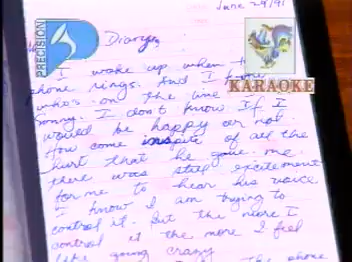 June 29/91
PRECISION
Diary,
KARAOKE
I wake up when the
phone rings. And I know
who's on the line
Sonny. I don't know If I
would be happy or not
How come inspite of all the
hurt that he gave me
there was still excitement
for me to hear his voice
I know I am trying to
control it. But the more I
control it the more I feel
like going crazy
the phone